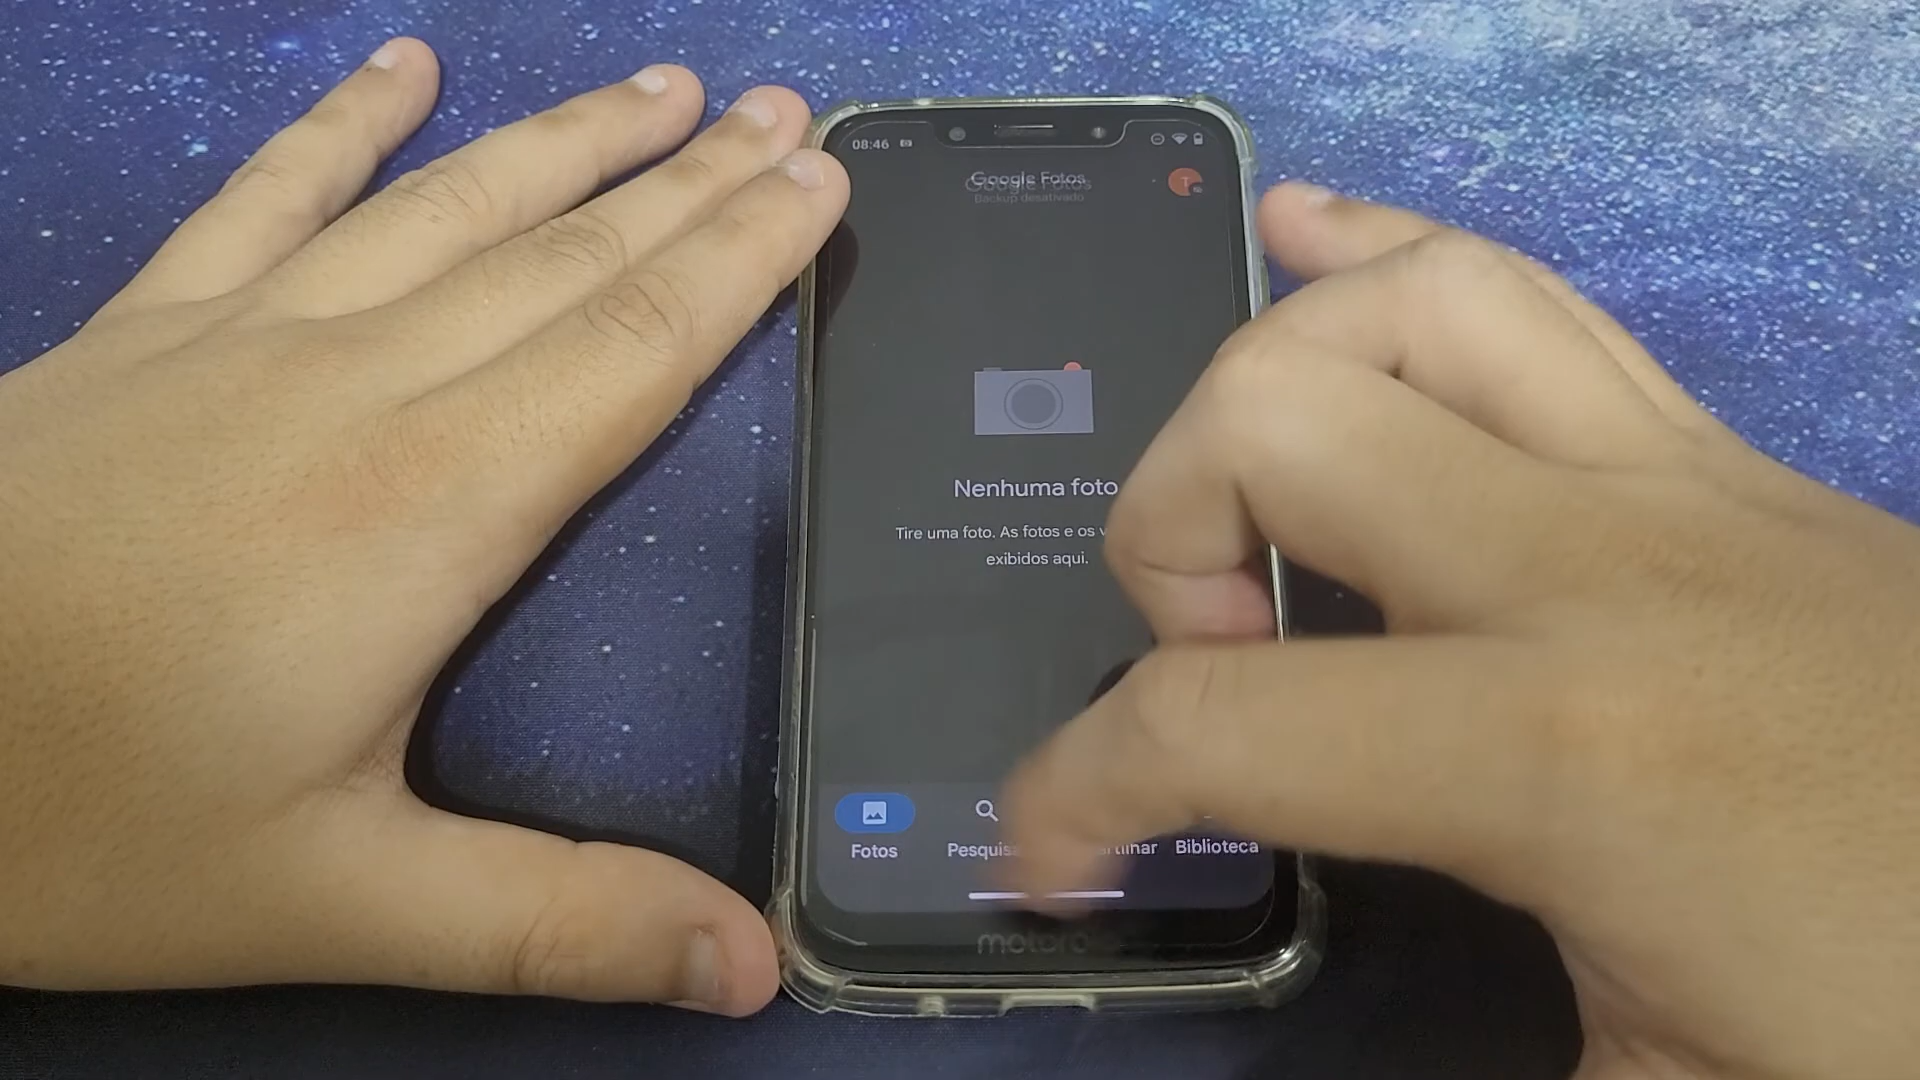 08:46
Google Fotos
Backup desativado
T
Nenhuma foto
Tire uma foto. As fotos e os
exibidos aqui.
Fotos
Biblioteca